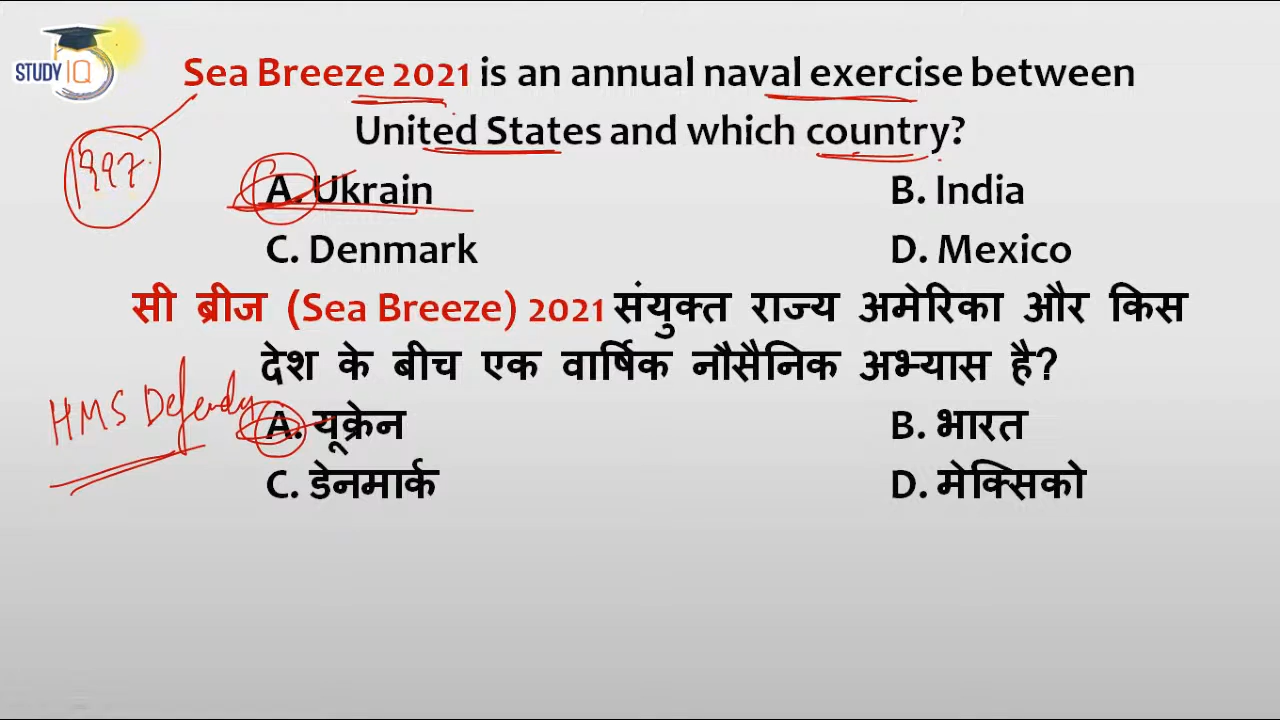 STUDY IQ
Sea Breeze 2021 is an annual naval exercise between
United States and which country?
1997
A. Ukrain
B. India
C. Denmark
D. Mexico
सी ब्रीज (Sea Breeze) 2021 संयुक्त राज्य अमेरिका और किस
देश के बीच एक वार्षिक नौसैनिक अभ्यास है?
HMS
A. यूक्रेन
B. भारत
C. डेनमार्क
D. मेक्सिको